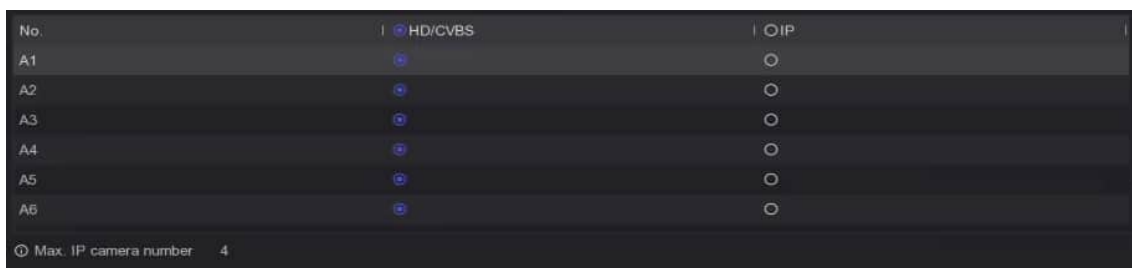 No. HD/CVBS IP
A1
A2
A3
A4
A5
A6
Max. IP camera number 4